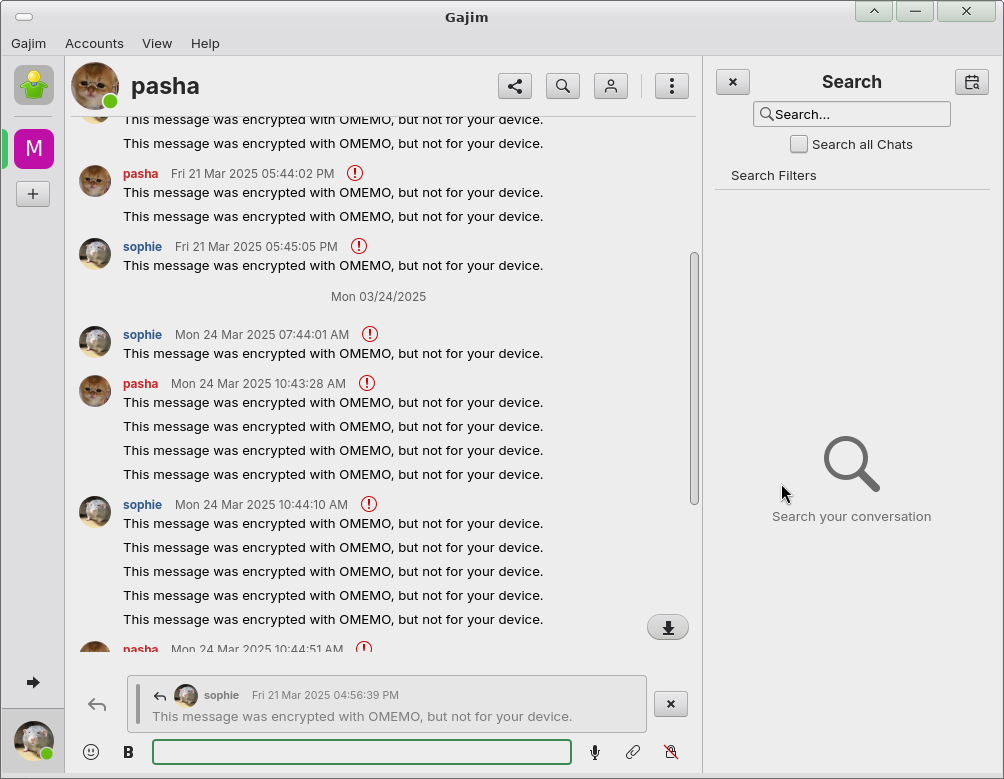 Gajim
Gajim Accounts View Help
pasha
M
This message was encrypted with OMEMO, but not for your device.
This message was encrypted with OMEMO, but not for your device.
pasha Fri 21 Mar 2025 05:44:02 PM
This message was encrypted with OMEMO, but not for your device.
This message was encrypted with OMEMO, but not for your device.
sophie Fri 21 Mar 2025 05:45:05 PM
This message was encrypted with OMEMO, but not for your device.
Mon 03/24/2025
sophie Mon 24 Mar 2025 07:44:01 AM
This message was encrypted with OMEMO, but not for your device.
pasha Mon 24 Mar 2025 10:43:28 AM
This message was encrypted with OMEMO, but not for your device.
This message was encrypted with OMEMO, but not for your device.
This message was encrypted with OMEMO, but not for your device.
This message was encrypted with OMEMO, but not for your device.
sophie Mon 24 Mar 2025 10:44:10 AM
This message was encrypted with OMEMO, but not for your device.
This message was encrypted with OMEMO, but not for your device.
This message was encrypted with OMEMO, but not for your device.
This message was encrypted with OMEMO, but not for your device.
This message was encrypted with OMEMO, but not for your device.
pasha Mon 24 Mar 2025 10:44:51 AM
sophie Fri 21 Mar 2025 04:56:39 PM
This message was encrypted with OMEMO, but not for your device.
B
Search
Search...
Search all Chats
Search Filters
Search your conversation